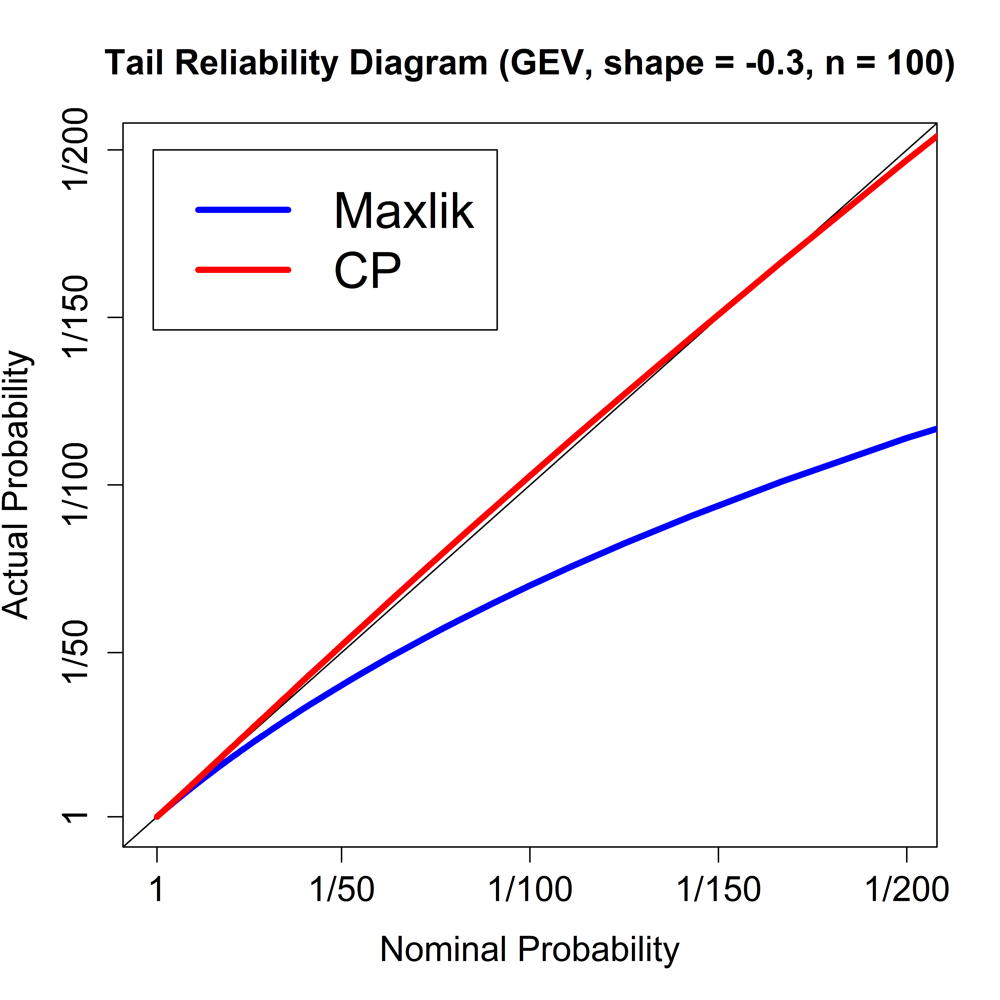 Tail Reliability Diagram (GEV, shape = -0.3, n = 100)
Maxlik
CP
Actual Probability
1/200
1/150
1/100
1/50
1
1 1/50 1/100 1/150 1/200
Nominal Probability